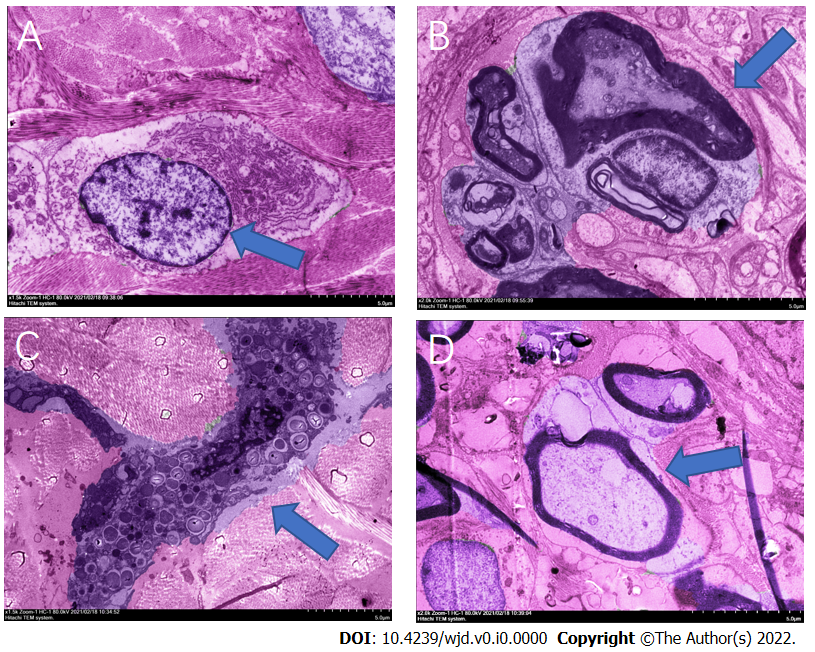 A
B
x1.5k Zoom-1 HC-1 80.0kV 2021/02/18 09:38:06
Hitachi TEM system.
5.0μm
x2.0k Zoom-1 HC-1 80.0kV 2021/02/18 09:55:39
Hitachi TEM system.
5.0μm
C
D
x1.5k Zoom-1 HC-1 80.0kV 2021/02/18 10:34:52
Hitachi TEM system.
5.0μm
x2.0k Zoom-1 HC-1 80.0kV 2021/02/18 10:39:04
Hitachi TEM system.
5.0μm
DOI: 10.4239/wjd.v0.i0.0000 Copyright ©The Author(s) 2022.